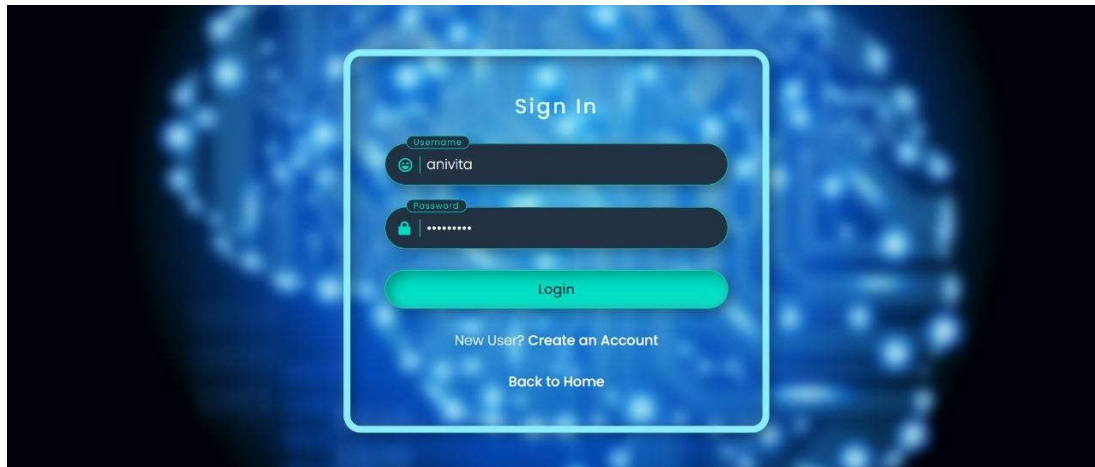 Sign In
Username
anivita
Password
•••••••••
Login
New User? Create an Account
Back to Home